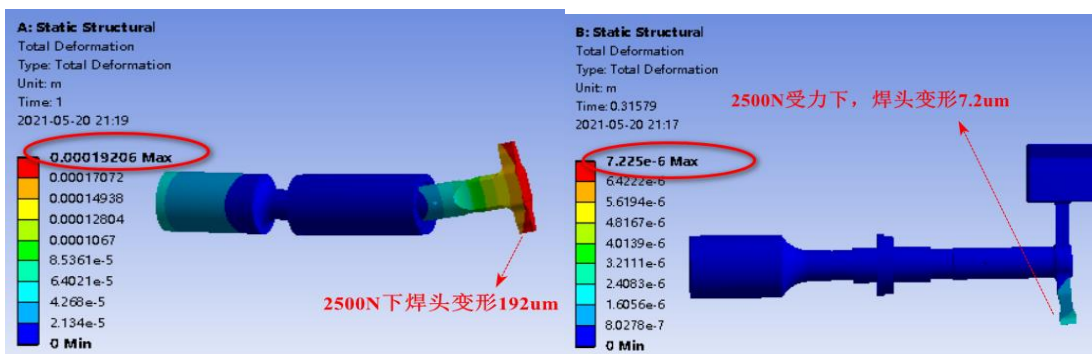 A: Static Structural
Total Deformation
Type: Total Deformation
Unit: m
Time: 1
2021-05-20 21:19
0.00019206 Max
0.00017072
0.00014938
0.00012804
0.0001067
8.5361e-5
6.4021e-5
4.268e-5
2.134e-5
0 Min
2500N下焊头变形192um
B: Static Structural
Total Deformation
Type: Total Deformation
Unit: m
Time: 0.31579
2021-05-20 21:17
7.225e-6 Max
6.4222e-6
5.6194e-6
4.8167e-6
4.0139e-6
3.2111e-6
2.4083e-6
1.6056e-6
8.0278e-7
0 Min
2500N受力下，焊头变形7.2um